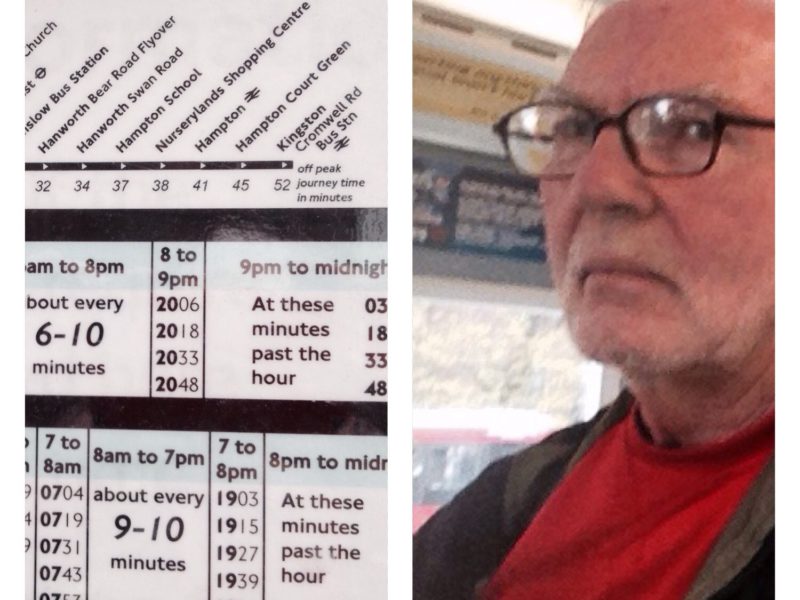 Church
st
slow Bus Station
Hanworth Bear Road Flyover
Hanworth Swan Road
Hampton School
Nurserylands Shopping Centre
Hampton
Hampton Court Green
Kingston
Cromwell Rd
Bus Stn
32 34 37 38 41 45 52
off peak
journey time
in minutes
am to 8pm
bout every
6-10
minutes
8 to
9pm
2006
2018
2033
2048
9pm to midnigh
At these
minutes
past the
hour
03
18
33
48
7 to
8am
0704
0719
0731
0743
8am to 7pm
about every
9-10
minutes
7 to
8pm
1903
1915
1927
1939
8pm to midr
At these
minutes
past the
hour